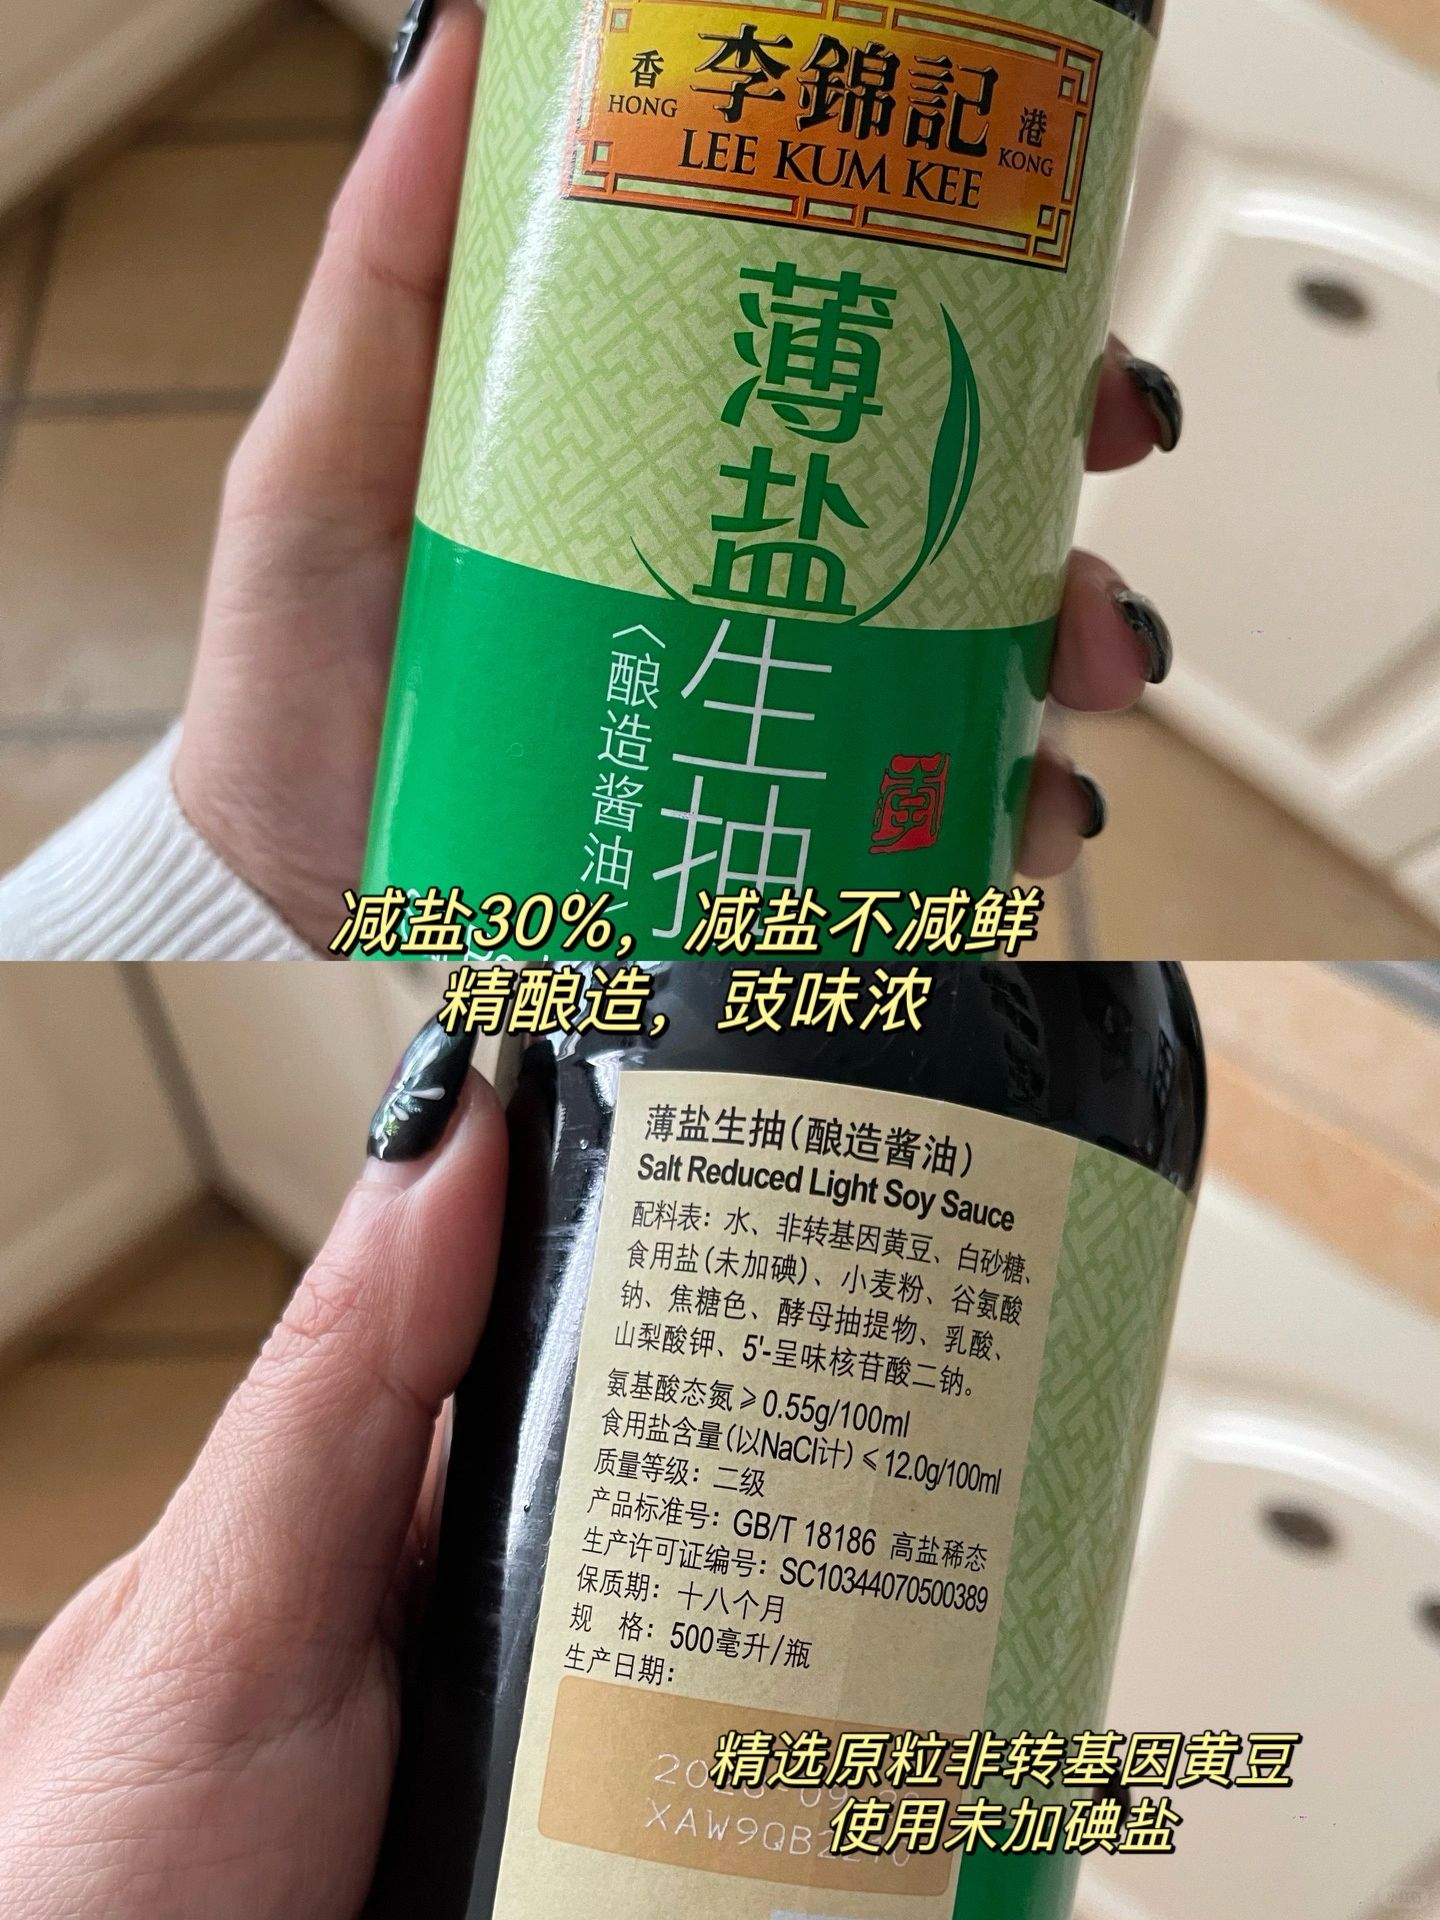 香 李錦記 港
HONG LEE KUM KEE KONG
薄盐
生抽
〈酿造酱油〉
减盐30%，减盐不减鲜
精酿造，豉味浓
薄盐生抽(酿造酱油)
Salt Reduced Light Soy Sauce
配料表：水、非转基因黄豆、白砂糖、
食用盐(未加碘)、小麦粉、谷氨酸
钠、焦糖色、酵母抽提物、乳酸、
山梨酸钾、5'-呈味核苷酸二钠。
氨基酸态氮≥0.55g/100ml
食用盐含量(以NaCl计)≤12.0g/100ml
质量等级：二级
产品标准号：GB/T 18186 高盐稀态
生产许可证编号：SC10344070500389
保质期：十八个月
规 格：500毫升/瓶
生产日期：
精选原粒非转基因黄豆
使用未加碘盐